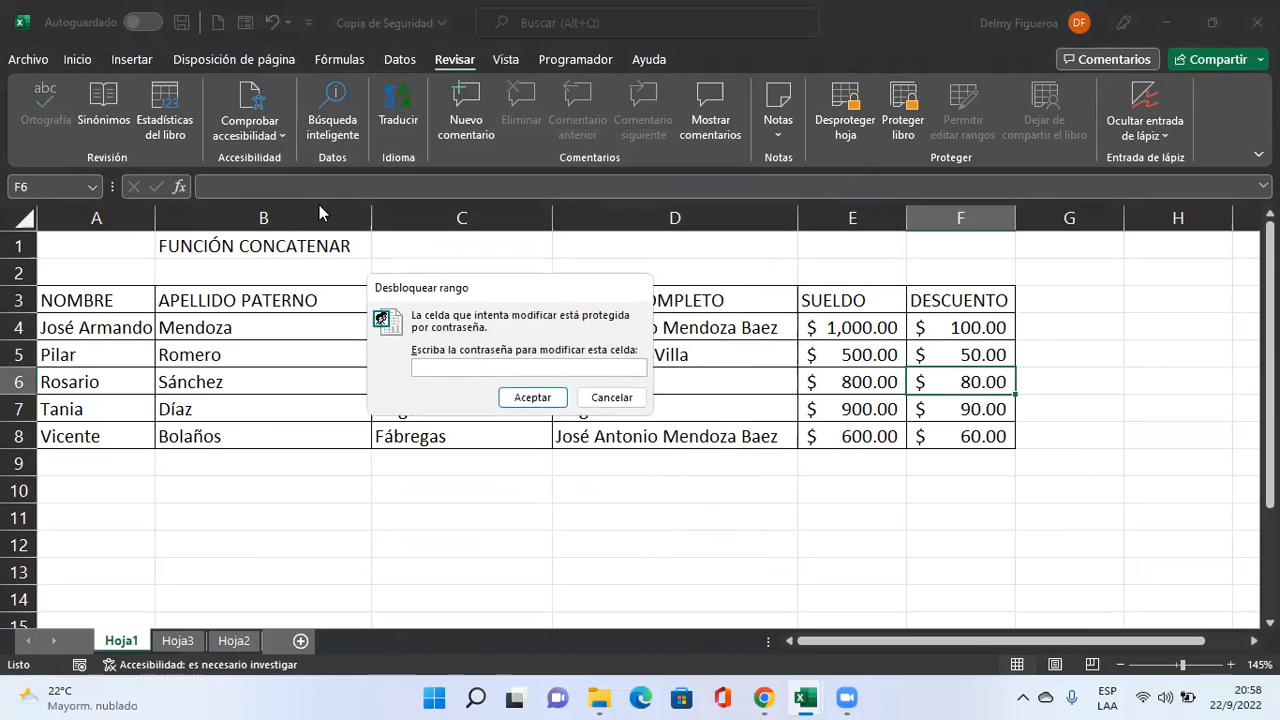 Autoguardado
Copia de Seguridad
Buscar (Alt+Q)
Delmy Figueroa
DF
Archivo
Inicio
Insertar
Disposición de página
Fórmulas
Datos
Revisar
Vista
Programador
Ayuda
Comentarios
Compartir
abc
Ortografía
Sinónimos
123
Estadísticas
del libro
Comprobar
accesibilidad
Búsqueda
inteligente
Traducir
Nuevo
comentario
Eliminar
Comentario
anterior
Comentario
siguiente
Mostrar
comentarios
Notas
Desproteger
hoja
Proteger
libro
Permitir
editar rangos
Dejar de
compartir el libro
Ocultar entrada
de lápiz
Revisión
Accesibilidad
Datos
Idioma
Comentarios
Notas
Proteger
Entrada de lápiz
F6
fx
A B C D E F G H
1 FUNCIÓN CONCATENAR
2
3 NOMBRE APELLIDO PATERNO OMPLETO SUELDO DESCUENTO
4 José Armando Mendoza o Mendoza Baez $ 1,000.00 $ 100.00
5 Pilar Romero Villa $ 500.00 $ 50.00
6 Rosario Sánchez $ 800.00 $ 80.00
7 Tania Díaz $ 900.00 $ 90.00
8 Vicente Bolaños Fábregas José Antonio Mendoza Baez $ 600.00 $ 60.00
9
10
11
12
13
14
15
Desbloquear rango
La celda que intenta modificar está protegida
por contraseña.
Escriba la contraseña para modificar esta celda:
Aceptar
Cancelar
Hoja1
Hoja3
Hoja2
Listo
Accesibilidad: es necesario investigar
145%
22°C
Mayorm. nublado
ESP
LAA
20:58
22/9/2022